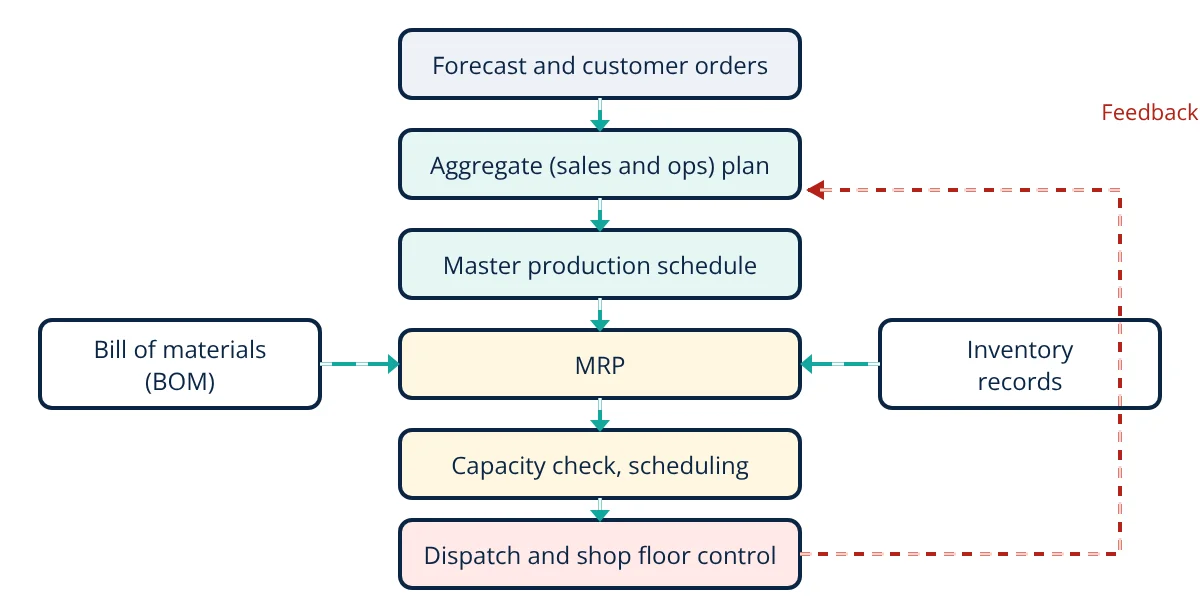 Forecast and customer orders
Feedback
Aggregate (sales and ops) plan
Master production schedule
Bill of materials
(BOM)
MRP
Inventory
records
Capacity check, scheduling
Dispatch and shop floor control